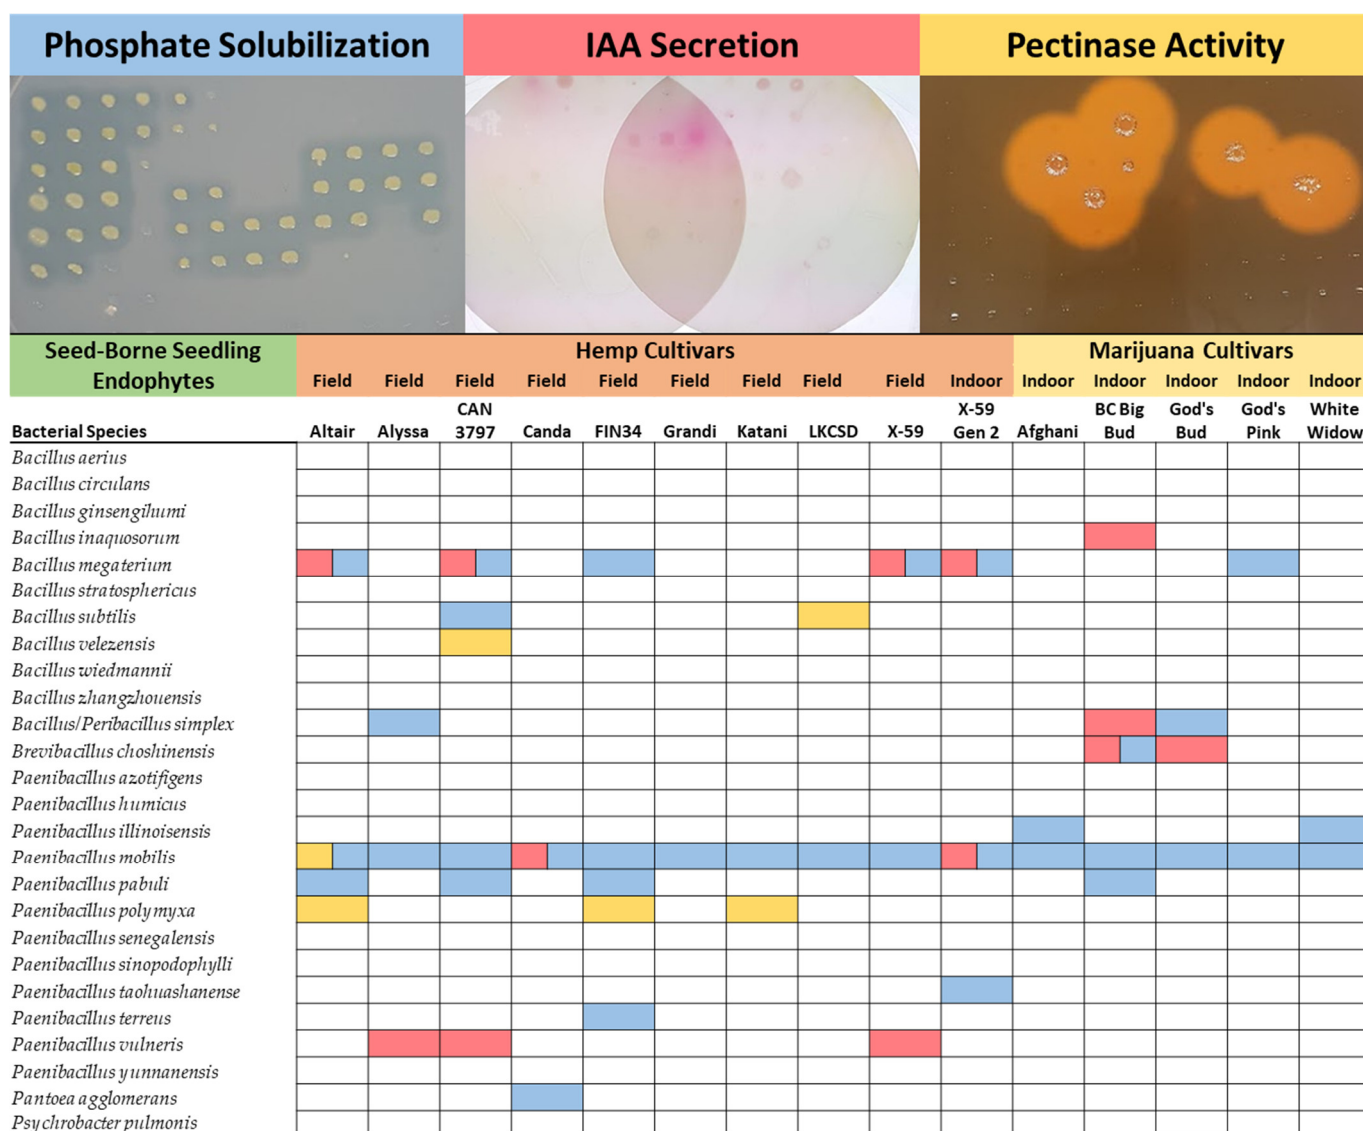 Phosphate Solubilization IAA Secretion Pectinase Activity
Seed-Borne Seedling Hemp Cultivars Marijuana Cultivars
Endophytes Field Field Field Field Field Field Field Field Field Indoor Indoor Indoor Indoor Indoor Indoor
CAN X-59 BC Big God's God's White
Bacterial Species Altair Alyssa 3797 Canda FIN34 Grandi Katani LKCSD X-59 Gen 2 Afghani Bud Bud Pink Widow
Bacillus aerius
Bacillus circulans
Bacillus ginsengihumi
Bacillus inaquosorum
Bacillus megaterium
Bacillus stratosphericus
Bacillus subtilis
Bacillus velezensis
Bacillus wiedmannii
Bacillus zhangzhouensis
Bacillus/Peribacillus simplex
Brevibacillus choshinensis
Paenibacillus azotifigens
Paenibacillus humicus
Paenibacillus illinoisensis
Paenibacillus mobilis
Paenibacillus pabuli
Paenibacillus polymyxa
Paenibacillus senegalensis
Paenibacillus sinopodophylli
Paenibacillus taohuashanense
Paenibacillus terreus
Paenibacillus vulneris
Paenibacillus yunnanensis
Pantoea agglomerans
Psychrobacter pulmonis